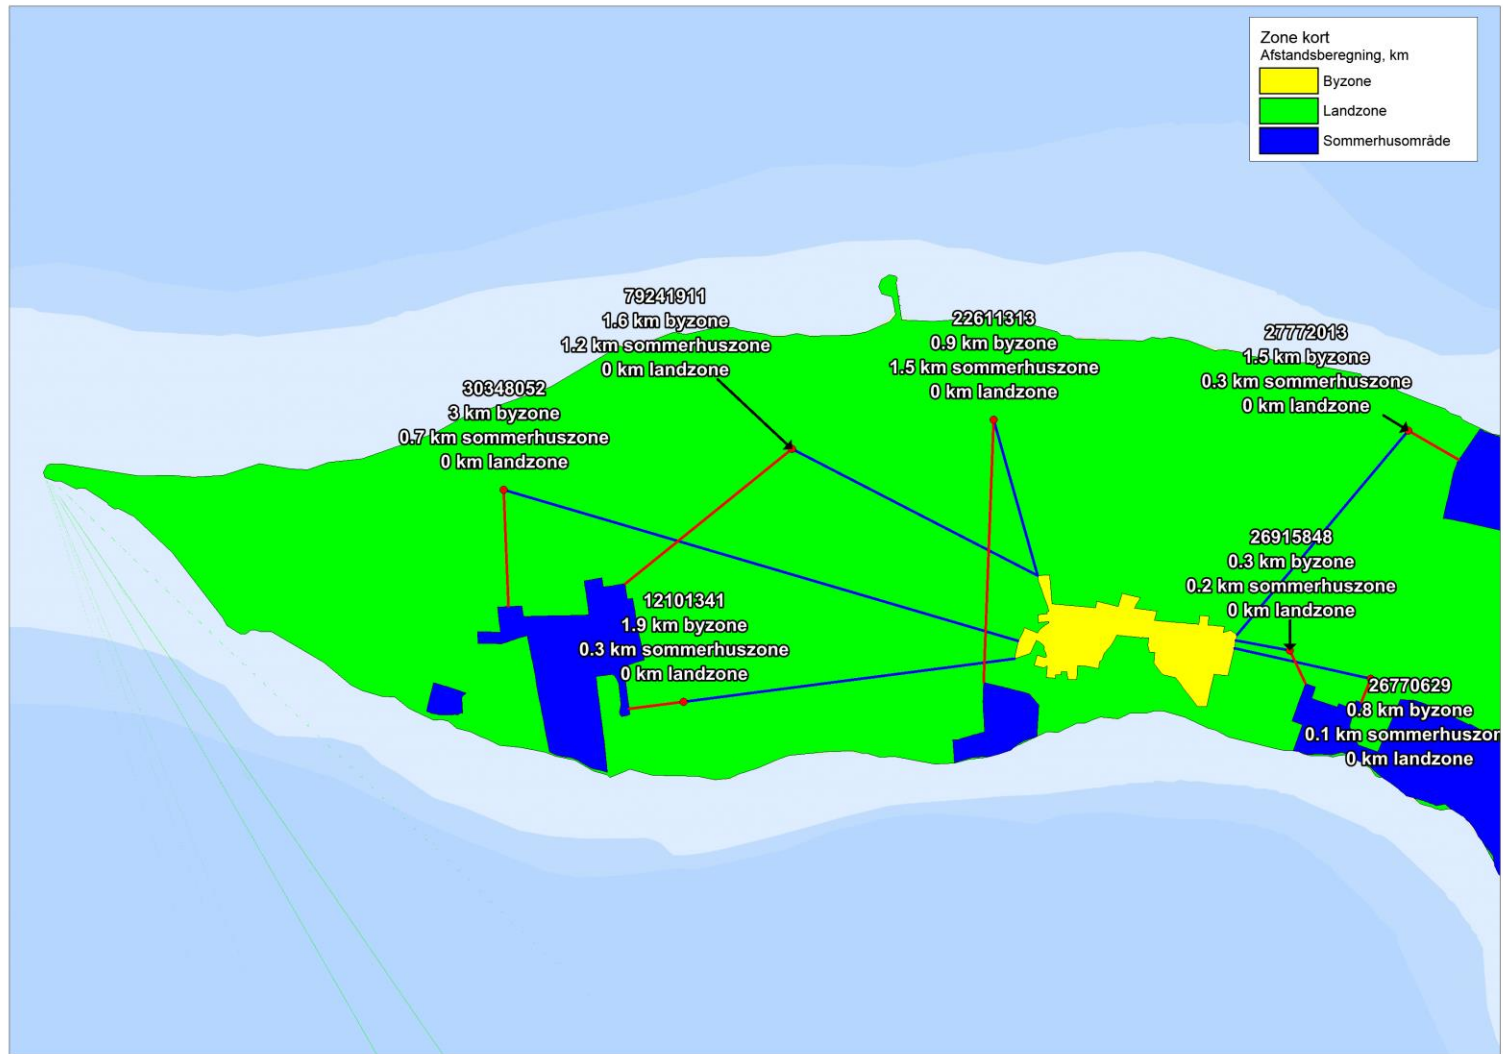 Zone kort
Afstandsberegning, km
Byzone
Landzone
Sommerhusområde
79241911
1.6 km byzone
1.2 km sommerhuszone
0 km landzone
22611313
0.9 km byzone
1.5 km sommerhuszone
0 km landzone
27772013
1.5 km byzone
0.3 km sommerhuszone
0 km landzone
30348052
3 km byzone
0.7 km sommerhuszone
0 km landzone
26915848
0.3 km byzone
0.2 km sommerhuszone
0 km landzone
12101341
1.9 km byzone
0.3 km sommerhuszone
0 km landzone
26770629
0.8 km byzone
0.1 km sommerhuszon
0 km landzone